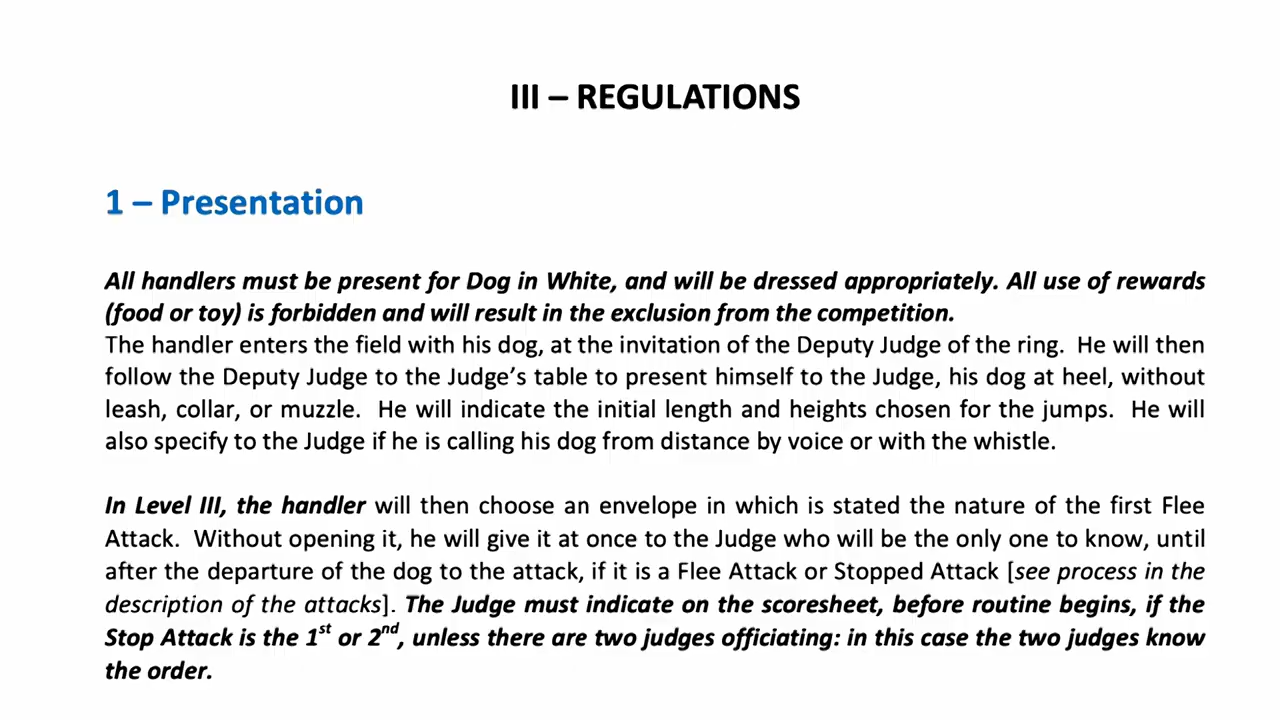 III – REGULATIONS
1 – Presentation
All handlers must be present for Dog in White, and will be dressed appropriately. All use of rewards
(food or toy) is forbidden and will result in the exclusion from the competition.
The handler enters the field with his dog, at the invitation of the Deputy Judge of the ring.  He will then
follow the Deputy Judge to the Judge’s table to present himself to the Judge, his dog at heel, without
leash, collar, or muzzle.  He will indicate the initial length and heights chosen for the jumps.  He will
also specify to the Judge if he is calling his dog from distance by voice or with the whistle.
In Level III, the handler will then choose an envelope in which is stated the nature of the first Flee
Attack.  Without opening it, he will give it at once to the Judge who will be the only one to know, until
after the departure of the dog to the attack, if it is a Flee Attack or Stopped Attack [see process in the
description of the attacks]. The Judge must indicate on the scoresheet, before routine begins, if the
Stop Attack is the 1st or 2nd, unless there are two judges officiating: in this case the two judges know
the order.